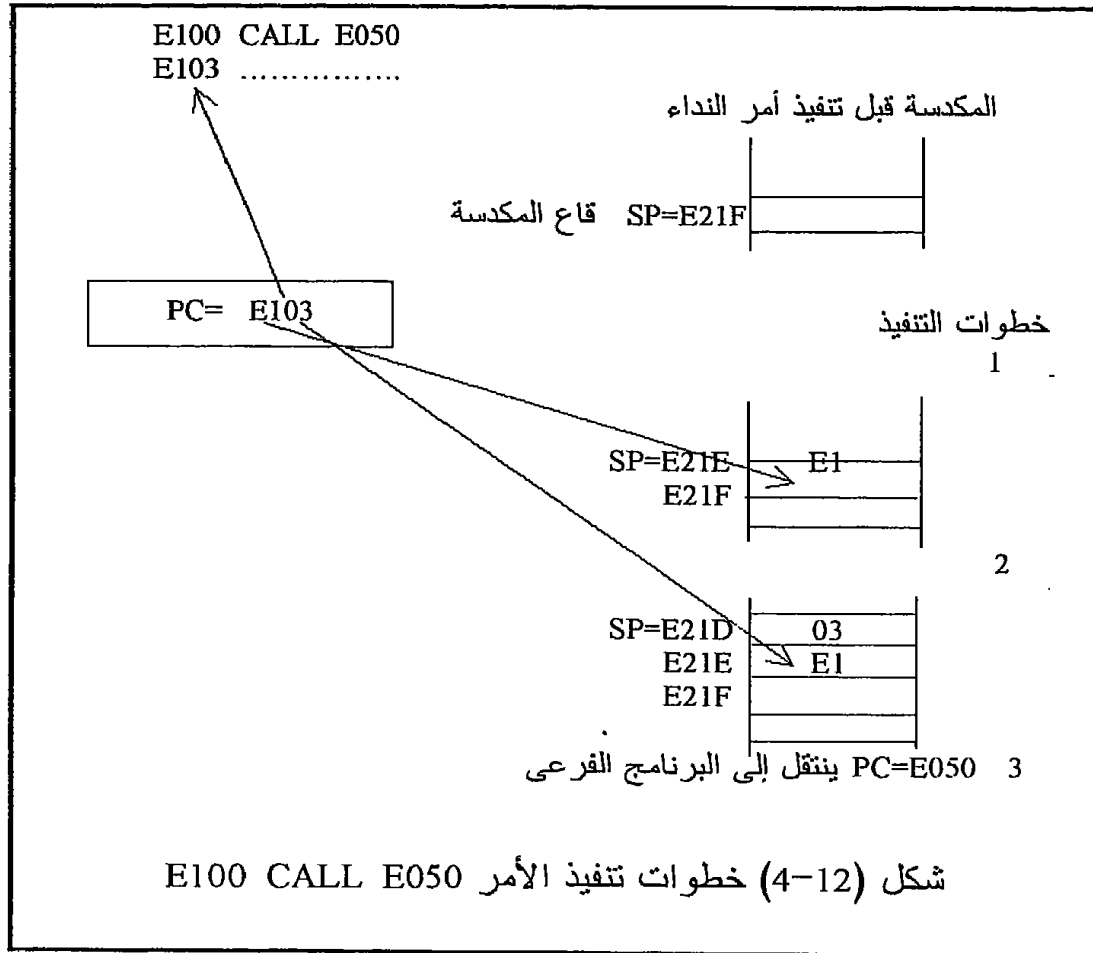 E100 CALL E050
E103 ................
المكدسة قبل تنفيذ أمر النداء
SP=E21F قاع المكدسة
PC= E103
خطوات التنفيذ
1
SP=E21E E1
E21F
2
SP=E21D 03
E21E E1
E21F
3 PC=E050 ينتقل إلى البرنامج الفرعى
شكل (4-12) خطوات تنفيذ الأمر E100 CALL E050